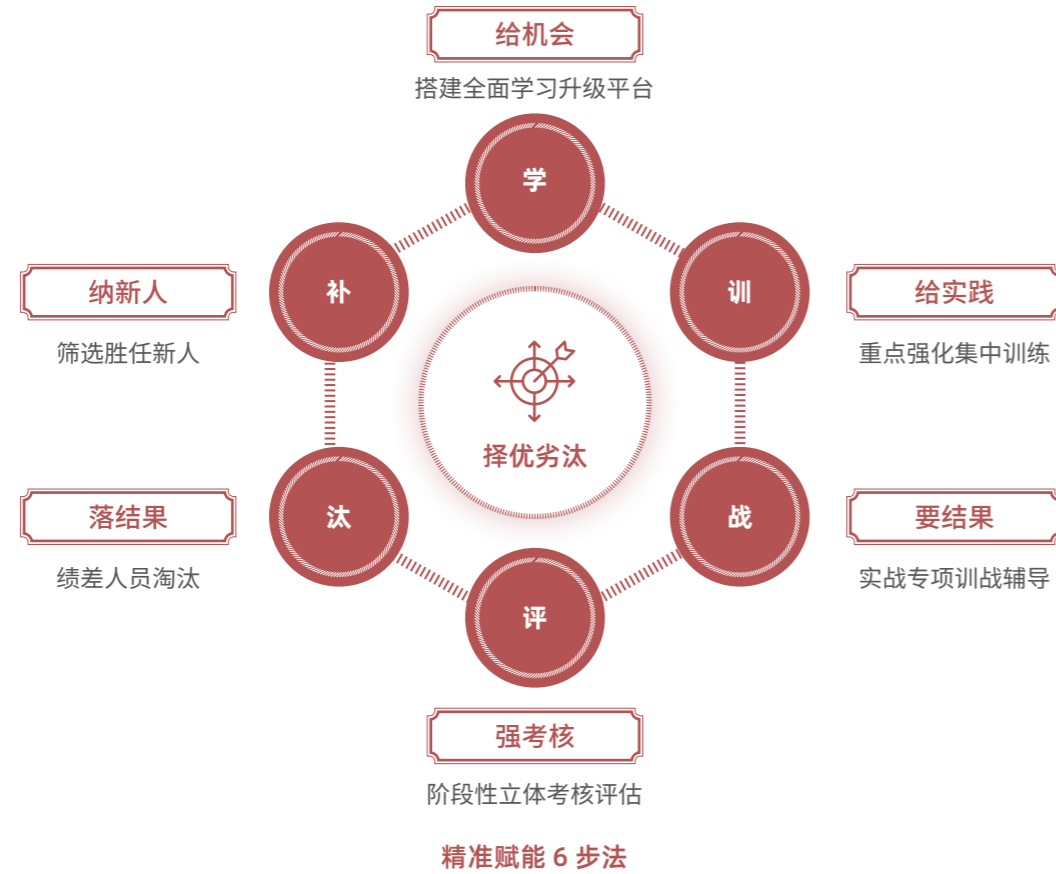 给机会
搭建全面学习升级平台
学
补
训
纳新人
筛选胜任新人
给实践
重点强化集中训练
择优劣汰
落结果
绩差人员淘汰
汰
战
要结果
实战专项训战辅导
评
强考核
阶段性立体考核评估
精准赋能 6 步法